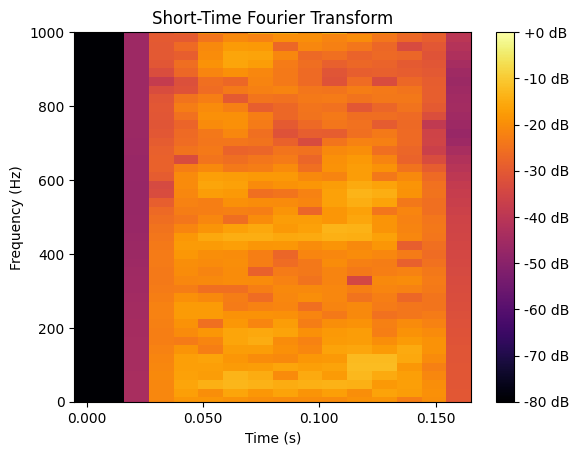 Short-Time Fourier Transform
1000
800
600
400
200
0
Frequency (Hz)
0.000
0.050
0.100
0.150
Time (s)
+0 dB
-10 dB
-20 dB
-30 dB
-40 dB
-50 dB
-60 dB
-70 dB
-80 dB